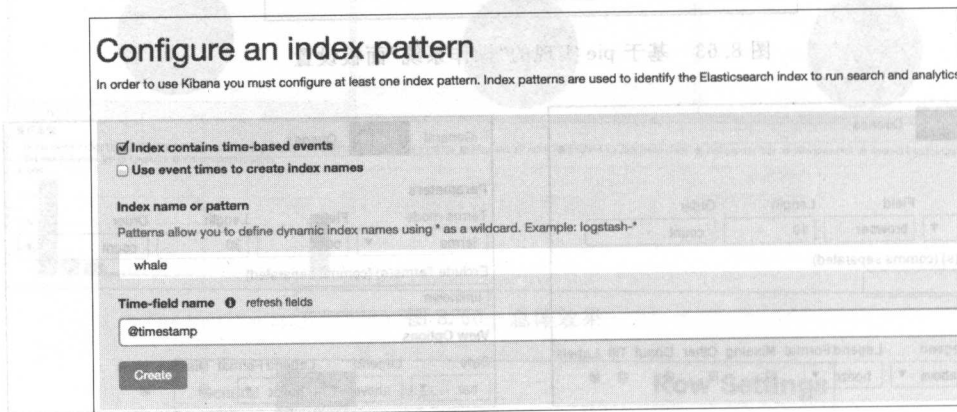 Configure an index pattern
In order to use Kibana you must configure at least one index pattern. Index patterns are used to identify the Elasticsearch index to run search and analytics
Index contains time-based events
Use event times to create index names
Index name or pattern
Patterns allow you to define dynamic index names using * as a wildcard. Example: logstash-*
whale
Time-field name refresh fields
@timestamp
Create